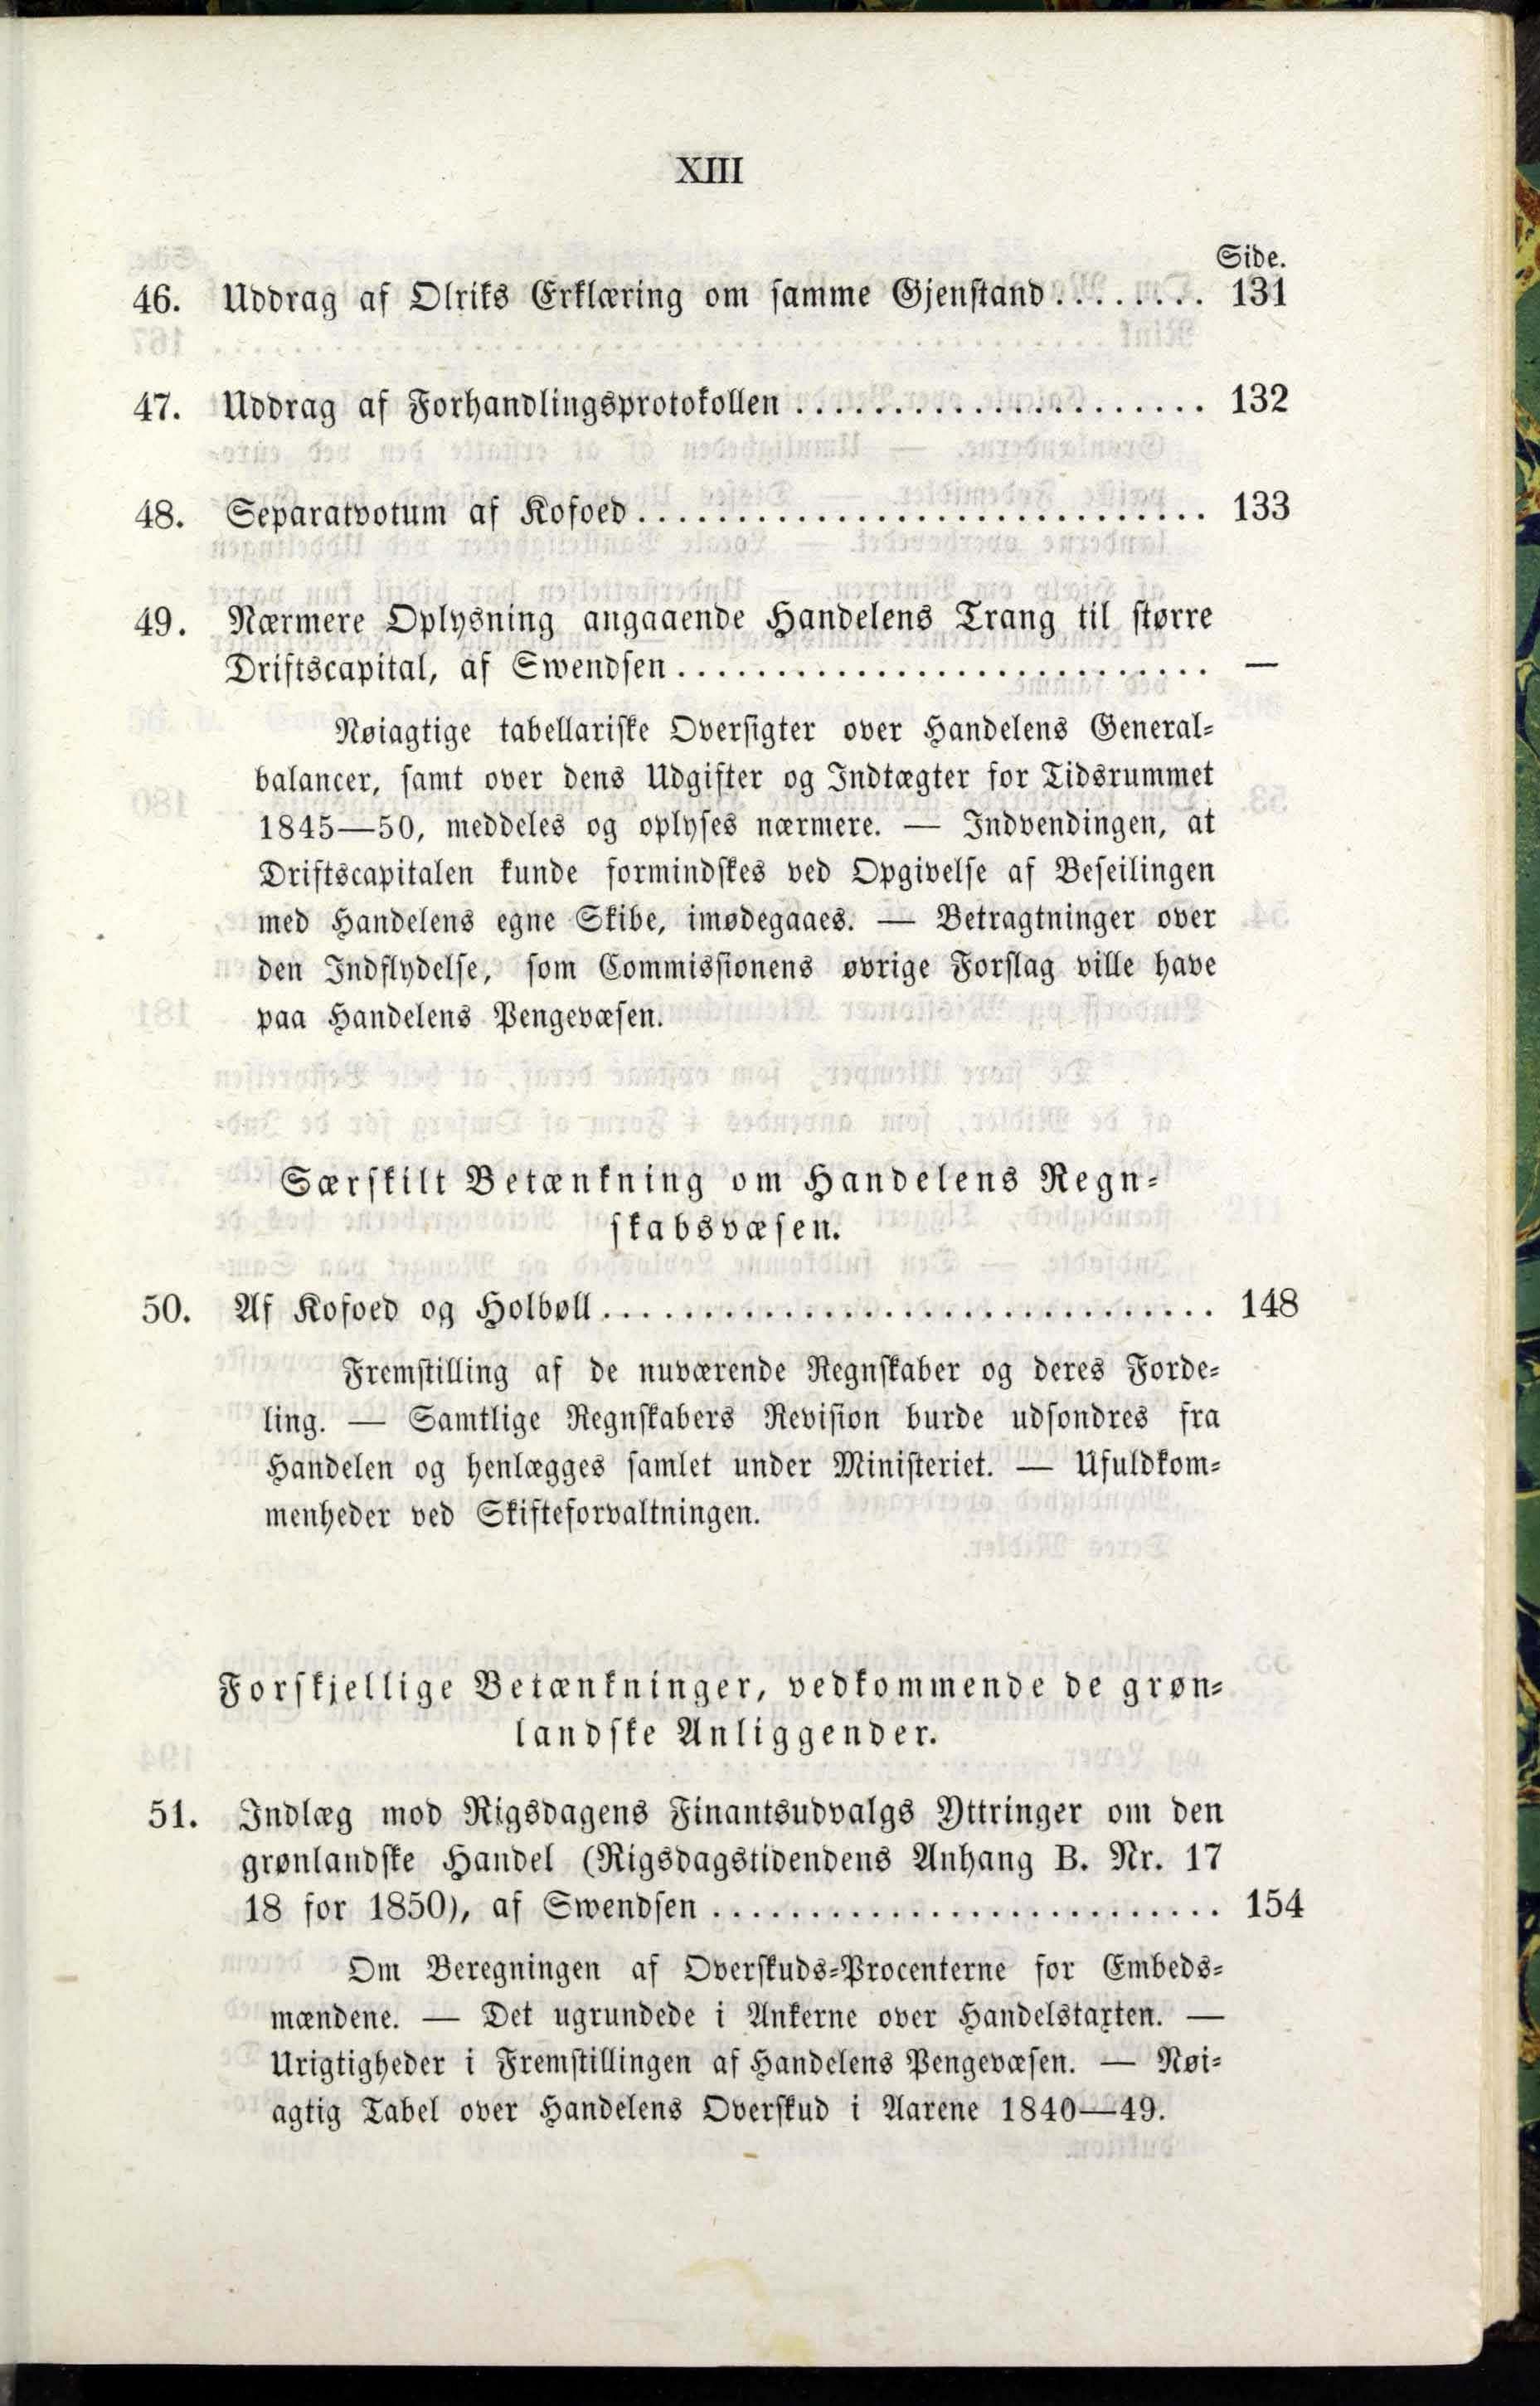 XIII
Side.
46. Uddrag af Olriks Erklæring om samme Gjenstand........ 131
47. Uddrag af Forhandlingsprotokollen ..................... 132
48. Separatvotum af Kofoed............................. 133
49. Nærmere Oplysning angaaende Handelens Trang til større
Driftscapital, af Swendsen........................... —
Nøiagtige tabellariske Oversigter over Handelens General-
balancer, samt over dens Udgifter og Indtægter for Tidsrummet
1845—50, meddeles og oplyses nærmere. — Indvendingen, at
Driftscapitalen kunde formindskes ved Opgivelse af Beseilingen
med Handelens egne Skibe, imødegaaes. — Betragtninger over
den Indflydelse, som Commissionens øvrige Forslag ville have
paa Handelens Pengevæsen.
Særskilt Betænkning om Handelens Regn-
skabsvæsen.
50. Af Kofoed og Holbøll............................... 148
Fremstilling af de nuværende Regnskaber og deres Forde-
ling. — Samtlige Regnskabers Revision burde udsondres fra
Handelen og henlægges samlet under Ministeriet. — Ufuldkom-
menheder ved Skifteforvaltningen.
Forskjellige Betænkninger, vedkommende de grøn-
landske Anliggender.
51. Indlæg mod Rigsdagens Finantsudvalgs Yttringer om den
grønlandske Handel (Rigsdagstidendens Anhang B. Nr. 17
18 for 1850), af Swendsen .......................... 154
Om Beregningen af Overskuds-Procenterne for Embeds-
mændene. — Det ugrundede i Ankerne over Handelstaxten. —
Urigtigheder i Fremstillingen af Handelens Pengevæsen. — Nøi-
agtig Tabel over Handelens Overskud i Aarene 1840—49.